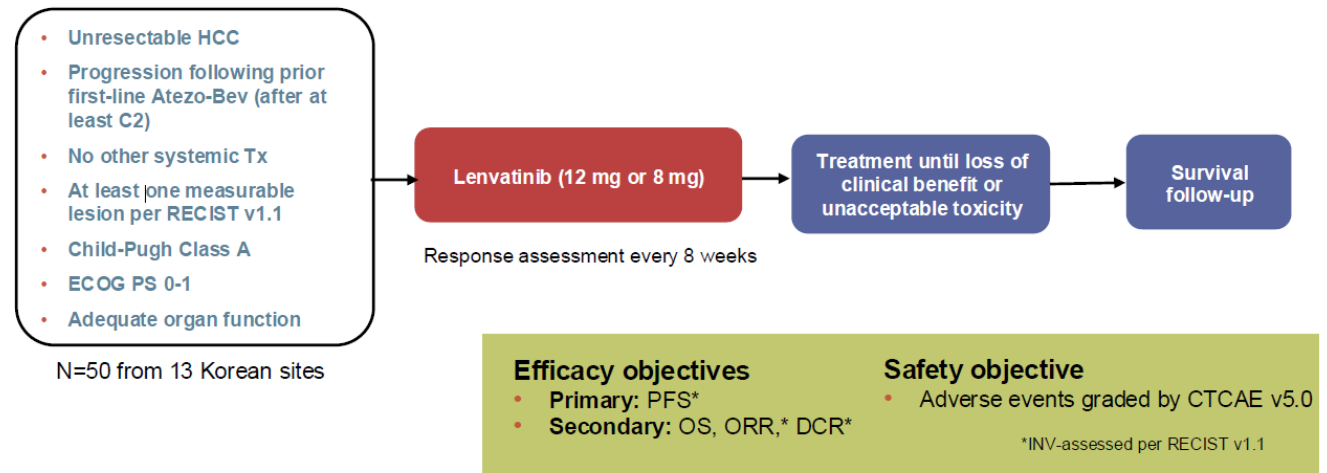 • Unresectable HCC
• Progression following prior
first-line Atezo-Bev (after at
least C2)
• No other systemic Tx
• At least one measurable
lesion per RECIST v1.1
• Child-Pugh Class A
• ECOG PS 0-1
• Adequate organ function
N=50 from 13 Korean sites
Lenvatinib (12 mg or 8 mg)
Response assessment every 8 weeks
Treatment until loss of
clinical benefit or
unacceptable toxicity
Survival
follow-up
Efficacy objectives
• Primary: PFS*
• Secondary: OS, ORR,* DCR*
Safety objective
• Adverse events graded by CTCAE v5.0
*INV-assessed per RECIST v1.1